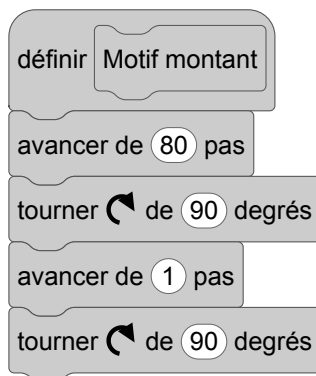 définir Motif montant
avancer de 80 pas
tourner de 90 degrés
avancer de 1 pas
tourner de 90 degrés